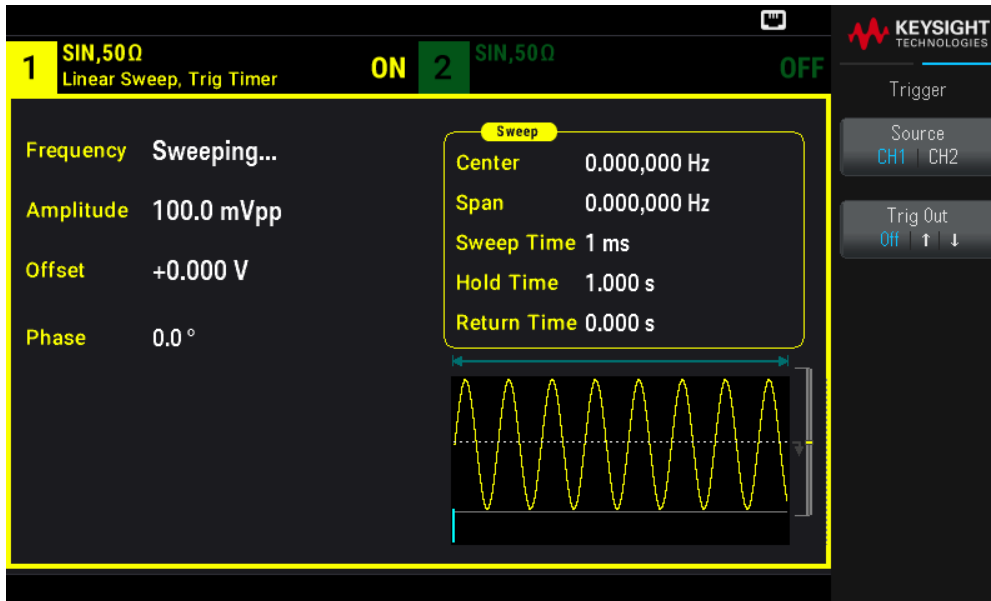 KEYSIGHT
TECHNOLOGIES
1 SIN,50Ω ON 2 SIN,50Ω OFF
Linear Sweep, Trig Timer
Trigger
Sweep
Frequency Sweeping...
Center 0.000,000 Hz
Amplitude 100.0 mVpp
Span 0.000,000 Hz
Sweep Time 1 ms
Offset +0.000 V
Hold Time 1.000 s
Return Time 0.000 s
Phase 0.0 °
Source
CH1 | CH2
Trig Out
Off | ↑ | ↓